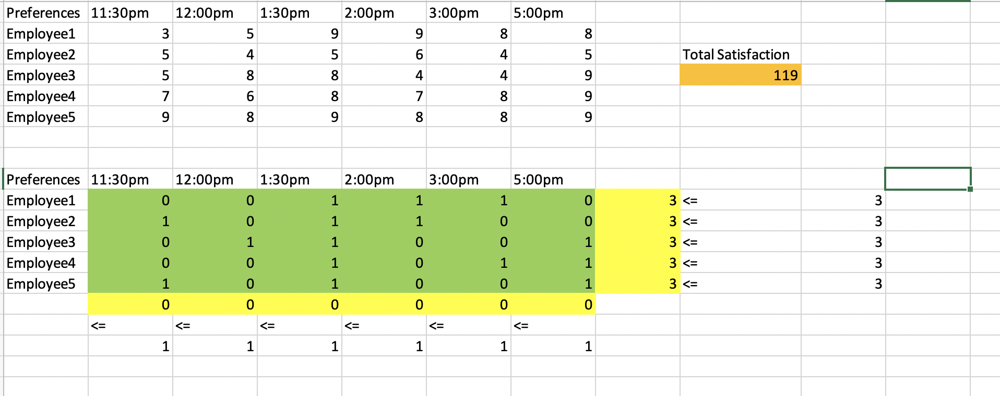 Preferences 11:30pm 12:00pm 1:30pm 2:00pm 3:00pm 5:00pm
Employee1 3 5 9 9 8 8
Employee2 5 4 5 6 4 5 Total Satisfaction
Employee3 5 8 8 4 4 9 119
Employee4 7 6 8 7 8 9
Employee5 9 8 9 8 8 9
Preferences 11:30pm 12:00pm 1:30pm 2:00pm 3:00pm 5:00pm
Employee1 0 0 1 1 1 0 3 <= 3
Employee2 1 0 1 1 0 0 3 <= 3
Employee3 0 1 1 0 0 1 3 <= 3
Employee4 0 0 1 0 1 1 3 <= 3
Employee5 1 0 1 0 0 1 3 <= 3
0 0 0 0 0 0
<= <= <= <= <= <=
1 1 1 1 1 1